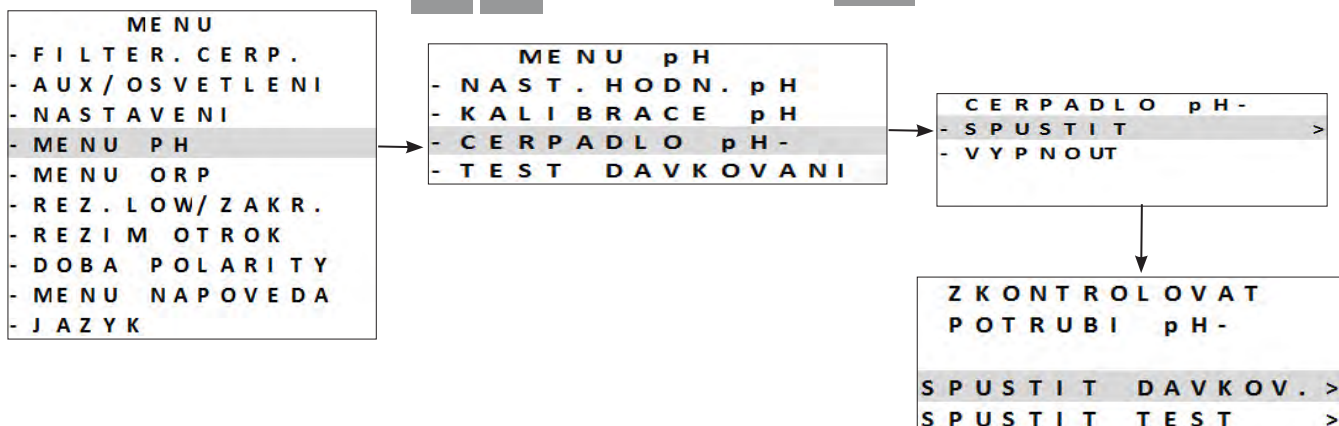 MENU
- FILTER. CERP.
- AUX/OSVETLENI
- NASTAVENI
- MENU PH
- MENU ORP
- REZ. LOW/ZAKR.
- REZIM OTROK
- DOBA POLARITY
- MENU NAPOVEDA
- JAZYK
MENU pH
- NAST. HODN. pH
- KALIBRACE pH
- CERPADLO pH-
- TEST DAVKOVANI
CERPADLO pH-
- SPUSTIT >
- VYPNOUT
ZKONTROLOVAT
POTRUBI pH-
SPUSTIT DAVKOV. >
SPUSTIT TEST >